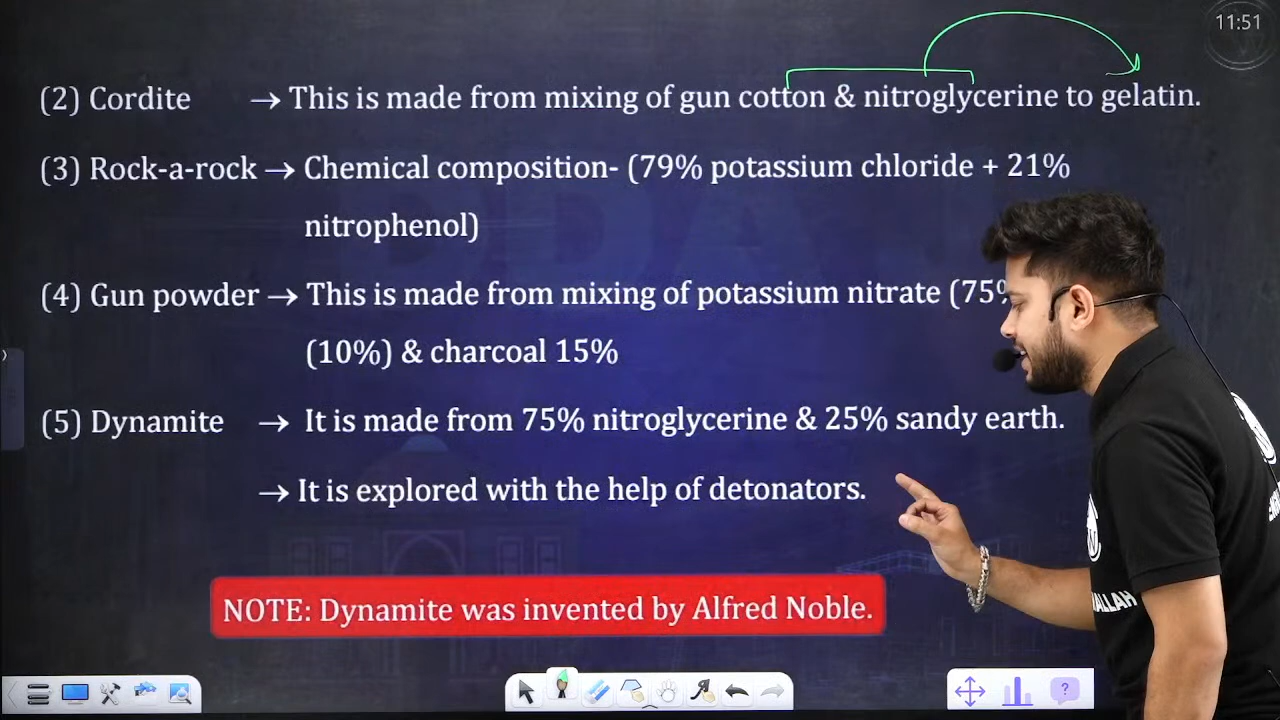 11:51
(2) Cordite → This is made from mixing of gun cotton & nitroglycerine to gelatin.
(3) Rock-a-rock → Chemical composition- (79% potassium chloride + 21%
nitrophenol)
(4) Gun powder → This is made from mixing of potassium nitrate (75%
(10%) & charcoal 15%
(5) Dynamite → It is made from 75% nitroglycerine & 25% sandy earth.
→ It is explored with the help of detonators.
NOTE: Dynamite was invented by Alfred Noble.